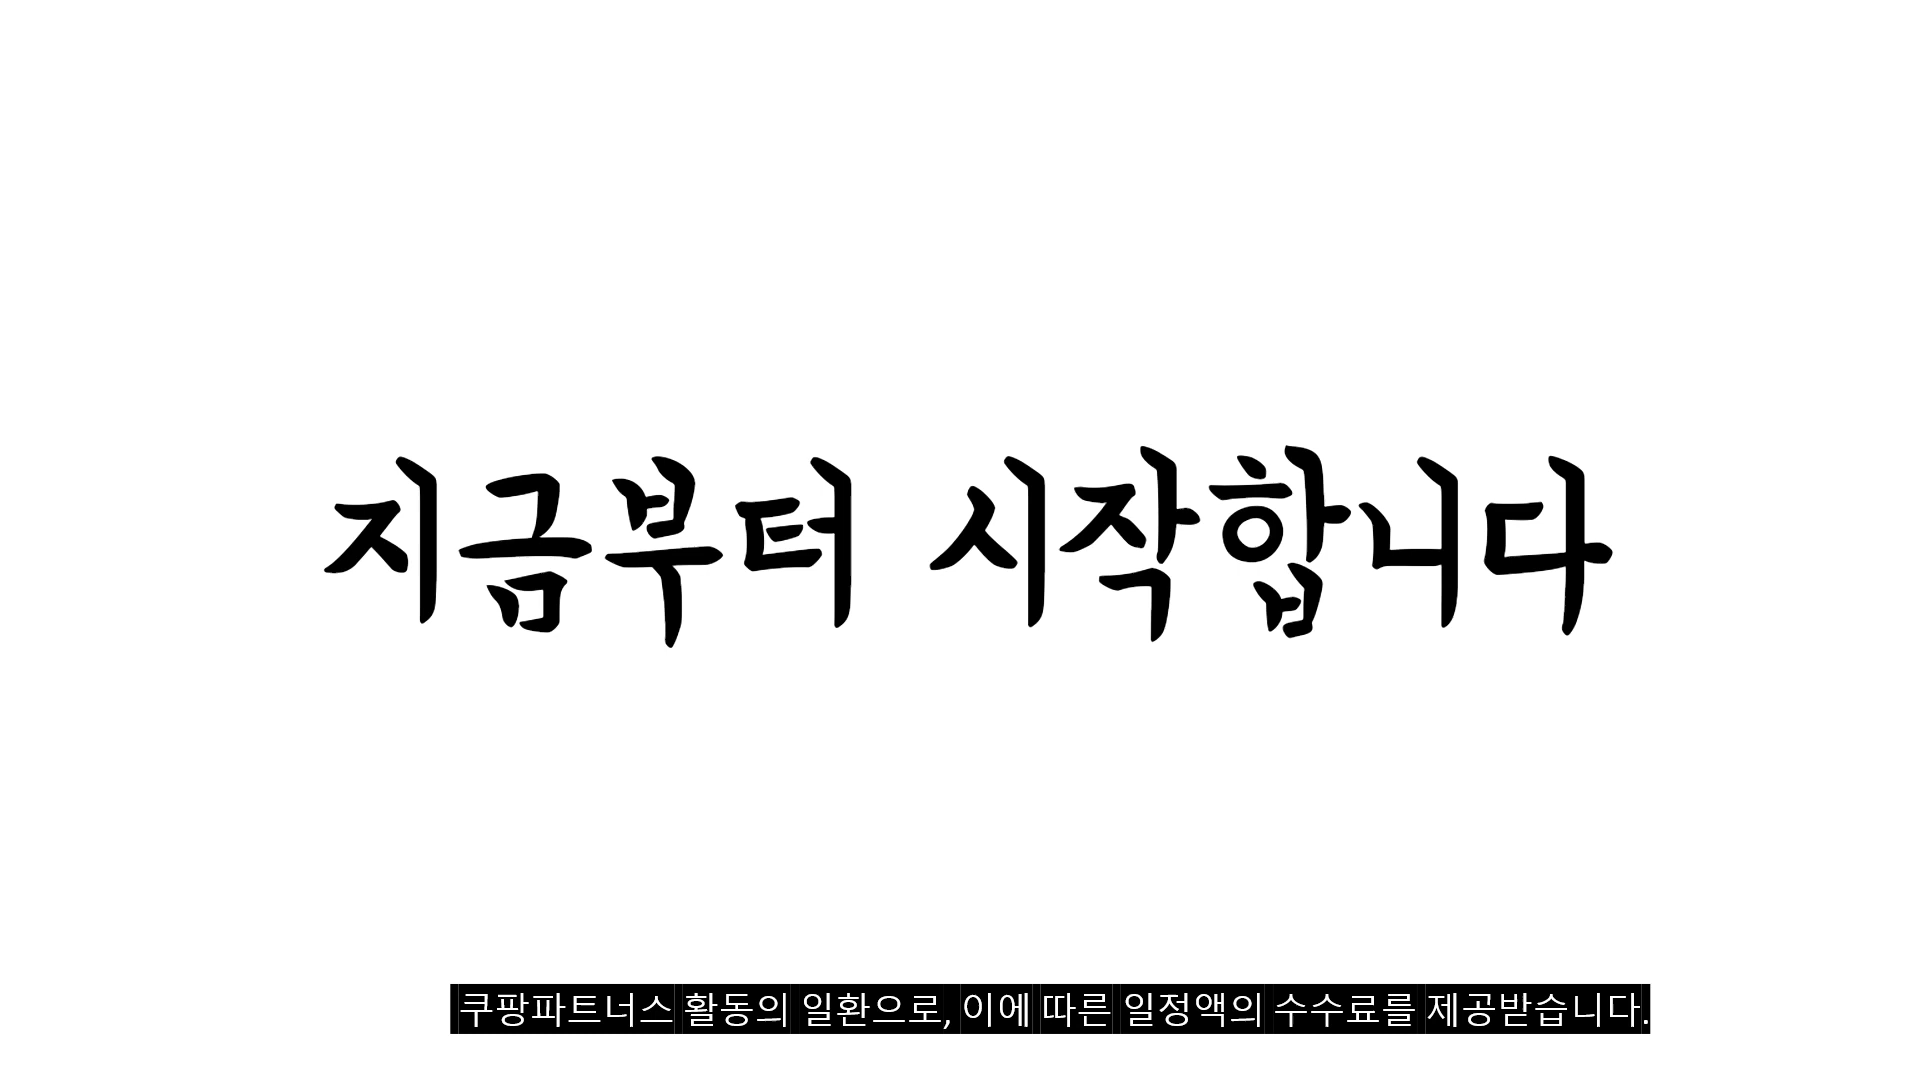 지금부터 시작합니다
쿠팡파트너스 활동의 일환으로, 이에 따른 일정액의 수수료를 제공받습니다.